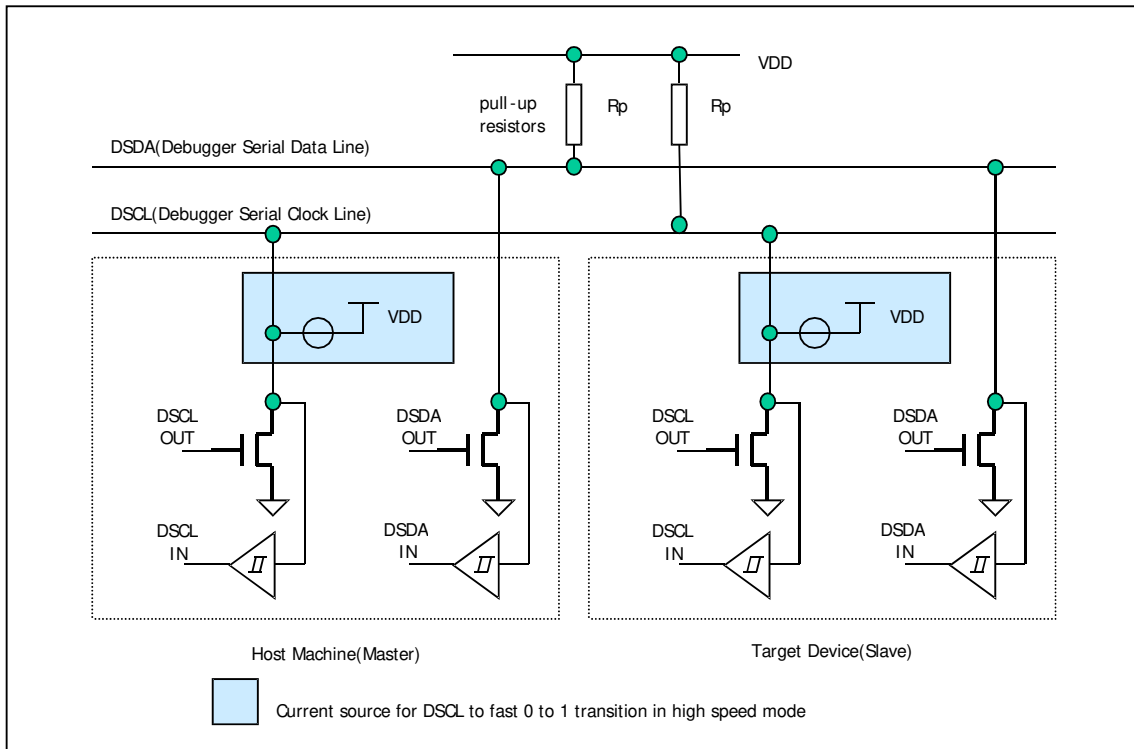 VDD
pull-up
resistors
Rp
Rp
DSDA(Debugger Serial Data Line)
DSCL(Debugger Serial Clock Line)
VDD
VDD
DSCL
OUT
DSDA
OUT
DSCL
OUT
DSDA
OUT
DSCL
IN
DSDA
IN
DSCL
IN
DSDA
IN
Host Machine(Master)
Target Device(Slave)
Current source for DSCL to fast 0 to 1 transition in high speed mode